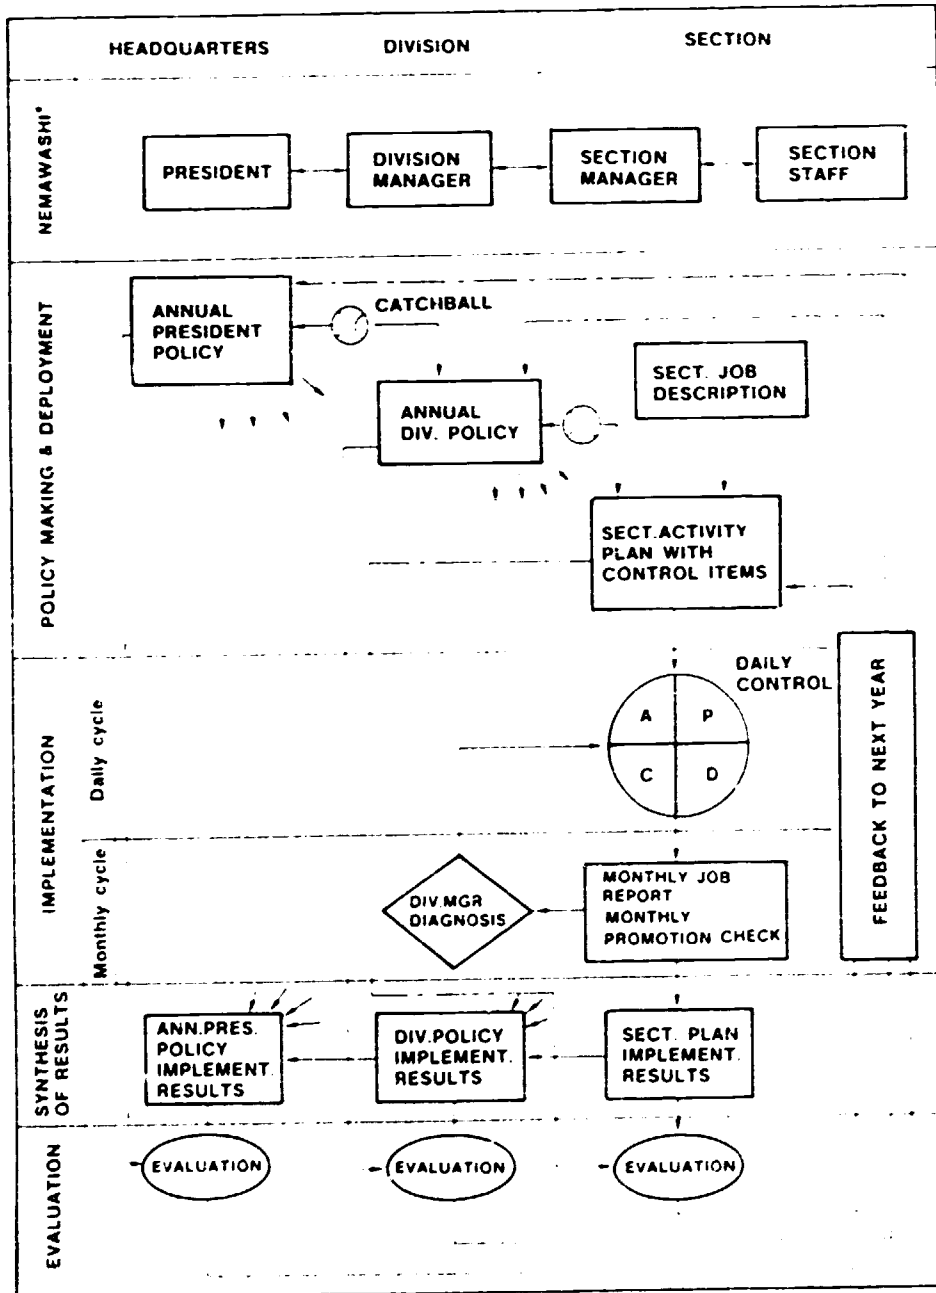 HEADQUARTERS
DIVISION
SECTION
NEMAWASHI*
PRESIDENT
DIVISION
MANAGER
SECTION
MANAGER
SECTION
STAFF
POLICY MAKING & DEPLOYMENT
ANNUAL
PRESIDENT
POLICY
CATCHBALL
SECT. JOB
DESCRIPTION
ANNUAL
DIV. POLICY
SECT.ACTIVITY
PLAN WITH
CONTROL ITEMS
IMPLEMENTATION
Daily cycle
DAILY
CONTROL
A
P
C
D
FEEDBACK TO NEXT YEAR
Monthly cycle
DIV.MGR
DIAGNOSIS
MONTHLY JOB
REPORT
MONTHLY
PROMOTION CHECK
SYNTHESIS
OF RESULTS
ANN.PRES.
POLICY
IMPLEMENT.
RESULTS
DIV.POLICY
IMPLEMENT.
RESULTS
SECT. PLAN
IMPLEMENT.
RESULTS
EVALUATION
EVALUATION
EVALUATION
EVALUATION